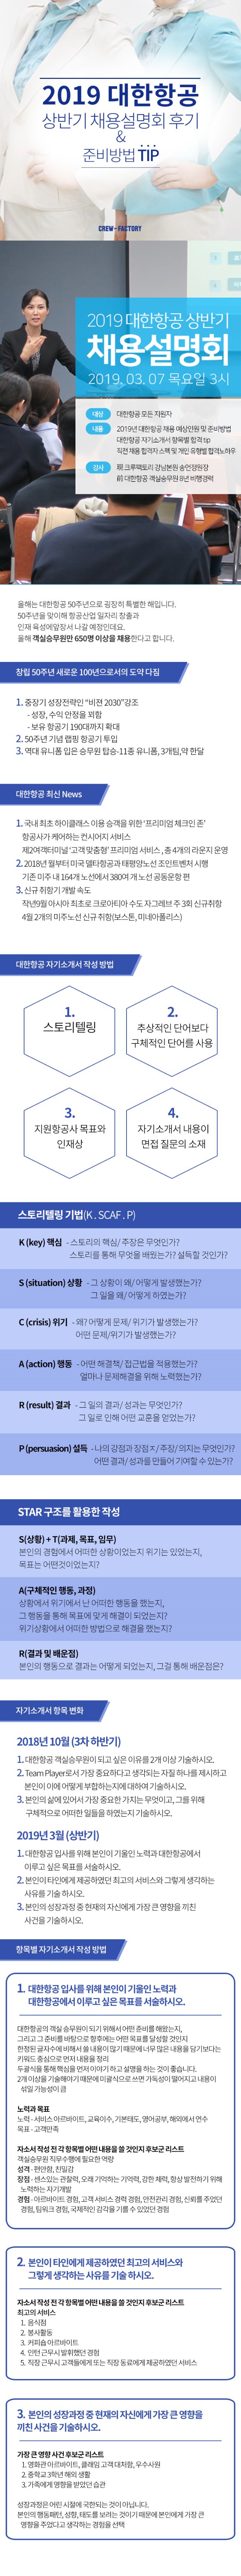 2019 대한항공
상반기 채용설명회 후기
&
준비방법 TIP
CREW-FACTORY
2019 대한항공 상반기
채용설명회
2019. 03. 07 목요일 3시
대상 대한항공 모든 지원자
내용 2019년 대한항공 채용 예상인원 및 준비방법
대한항공 자기소개서 항목별 합격 tip
직전 채용 합격자 스펙 및 개인 유형별 합격노하우
강사 現 크루팩토리 강남본원 송언정원장
前 대한항공 객실승무원 8년 비행경력
올해는 대한항공 50주년으로 굉장히 특별한 해입니다.
50주년을 맞이해 항공산업 일자리 창출과
인재 육성에앞장서 나갈 예정인데요.
올해 객실승무원만 650명 이상을 채용한다고 합니다.
창립 50주년 새로운 100년으로서의 도약 다짐
1. 중장기 성장전략인 “비젼 2030”강조
- 성장, 수익 안정을 꾀함
- 보유 항공기 190대까지 확대
2. 50주년 기념 랩핑 항공기 투입
3. 역대 유니폼 입은 승무원 탑승-11종 유니폼, 3개팀,약 한달
대한항공 최신 News
1. 국내 최초 하이클래스 이용 승객을 위한 ‘프리미엄 체크인 존’
항공사가 케어하는 컨시어지 서비스
제2여객터미널 ‘고객 맞춤형’ 프리미엄 서비스 , 총 4개의 라운지 운영
2. 2018년 월부터 미국 델타항공과 태평양노선 조인트벤처 시행
기존 미주 내 164개 노선에서 380여 개 노선 공동운항 편
3. 신규 취항기 개발 속도
작년9월 아시아 최초로 크로아티아 수도 자그레브 주 3회 신규취항
4월 2개의 미주노선 신규 취항(보스톤, 미네아폴리스)
대한항공 자기소개서 작성 방법
1.
스토리텔링
2.
추상적인 단어보다
구체적인 단어를 사용
3.
지원항공사 목표와
인재상
4.
자기소개서 내용이
면접 질문의 소재
스토리텔링 기법(K . SCAF . P)
K (key) 핵심 - 스토리의 핵심/ 주장은 무엇인가?
스토리를 통해 무엇을 배웠는가? 설득할 것인가?
S (situation) 상황 - 그 상황이 왜/ 어떻게 발생했는가?
그 일을 왜/ 어떻게 하였는가?
C (crisis) 위기 - 왜? 어떻게 문제/ 위기가 발생했는가?
어떤 문제/위기가 발생했는가?
A (action) 행동 - 어떤 해결책/ 접근법을 적용했는가?
얼마나 문제해결을 위해 노력했는가?
R (result) 결과 - 그 일의 결과/ 성과는 무엇인가?
그 일로 인해 어떤 교훈을 얻었는가?
P (persuasion) 설득 - 나의 강점과 장점ㅈ/ 주장/ 의지는 무엇인가?
어떤 결과/ 성과를 만들어 기여할 수 있는가?
STAR 구조를 활용한 작성
S(상황) + T(과제, 목표, 임무)
본인의 경험에서 어떠한 상황이었는지 위기는 있었는지,
목표는 어떤것이었는지?
A(구체적인 행동, 과정)
상황에서 위기에서 난 어떠한 행동을 했는지,
그 행동을 통해 목표에 맞게 해결이 되었는지?
위기상황에서 어떠한 방법으로 해결을 했는지?
R(결과 및 배운점)
본인의 행동으로 결과는 어떻게 되었는지, 그걸 통해 배운점은?
자기소개서 항목 변화
2018년 10월 (3차 하반기)
1. 대한항공 객실승무원이 되고 싶은 이유를 2개 이상 기술하시오.
2. Team Player로서 가장 중요하다고 생각되는 자질 하나를 제시하고
본인이 이에 어떻게 부합하는지에 대하여 기술하시오.
3. 본인의 삶에 있어서 가장 중요한 가치는 무엇이고, 그를 위해
구체적으로 어떠한 일들을 하였는지 기술하시오.
2019년 3월 (상반기)
1. 대한항공 입사를 위해 본인이 기울인 노력과 대한항공에서
이루고 싶은 목표를 서술하시오.
2. 본인이 타인에게 제공하였던 최고의 서비스와 그렇게 생각하는
사유를 기술 하시오.
3. 본인의 성장과정 중 현재의 자신에게 가장 큰 영향을 끼친
사건을 기술하시오.
항목별 자기소개서 작성 방법
1. 대한항공 입사를 위해 본인이 기울인 노력과
대한항공에서 이루고 싶은 목표를 서술하시오.
대한항공의 객실 승무원이 되기 위해서 어떤 준비를 해왔는지,
그리고 그 준비를 바탕으로 향후에는 어떤 목표를 달성할 것인지
한정된 글자수에 비해서 쓸 내용이 많기 때문에 너무 많은 내용을 담기보다는
키워드 중심으로 먼저 내용을 정리
두괄식을 통해 핵심을 먼저 이야기 하고 설명을 하는 것이 좋습니다.
2개 이상을 기술해야기 때문에 미괄식으로 쓰면 가독성이 떨어지고 내용이
섞일 가능성이 큼
노력과 목표
노력 - 서비스 아르바이트, 교육이수, 기본태도, 영어공부, 해외에서 연수
목표 - 고객만족
자소서 작성 전 각 항목별 어떤 내용을 쓸 것인지 후보군 리스트
객실승무원 직무수행에 필요한 역량
성격 - 편안함, 친밀감
장점 - 센스있는 관찰력, 오래 기억하는 기억력, 강한 체력, 항상 발전하기 위해
노력하는 자기개발
경험 - 아르바이트 경험,고객 서비스 경력 경험, 안전관리 경험, 신뢰를 주었던
경험, 팀워크 경험, 국제적인 감각을 기를 수 있었던 경험
2. 본인이 타인에게 제공하였던 최고의 서비스와
그렇게 생각하는 사유를 기술 하시오.
자소서 작성 전 각 항목별 어떤 내용을 쓸 것인지 후보군 리스트
최고의 서비스
1. 음식점
2. 봉사활동
3. 커피숍 아르바이트
4. 인턴 근무시 발휘했던 경험
5. 직장 근무시 고객들에게 또는 직장 동료에게 제공하였던 서비스
3. 본인의 성장과정 중 현재의 자신에게 가장 큰 영향을
끼친 사건을 기술하시오.
가장 큰 영향 사건 후보군 리스트
1. 영화관 아르바이트, 클레임 고객 대처함, 우수사원
2. 중학교 3학년 해외 생활
3. 가족에게 영향을 받았던 습관
성장과정은 어린 시절에 국한되는 것이 아닙니다.
본인의 행동패턴, 성향, 태도를 보려는 것이기 때문에 본인에게 가장 큰
영향을 주었다고 생각하는 경험을 선택